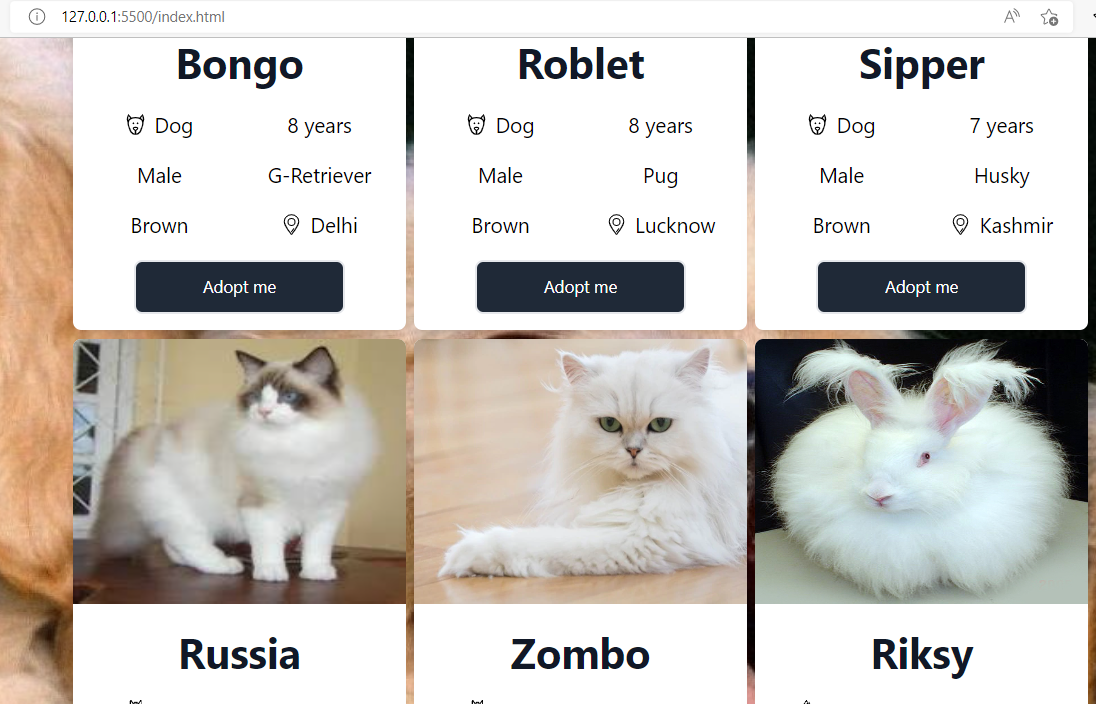 127.0.0.1:5500/index.html
Bongo Roblet Sipper
Dog 8 years Dog 8 years Dog 7 years
Male G-Retriever Male Pug Male Husky
Brown Delhi Brown Lucknow Brown Kashmir
Adopt me Adopt me Adopt me
Russia Zombo Riksy